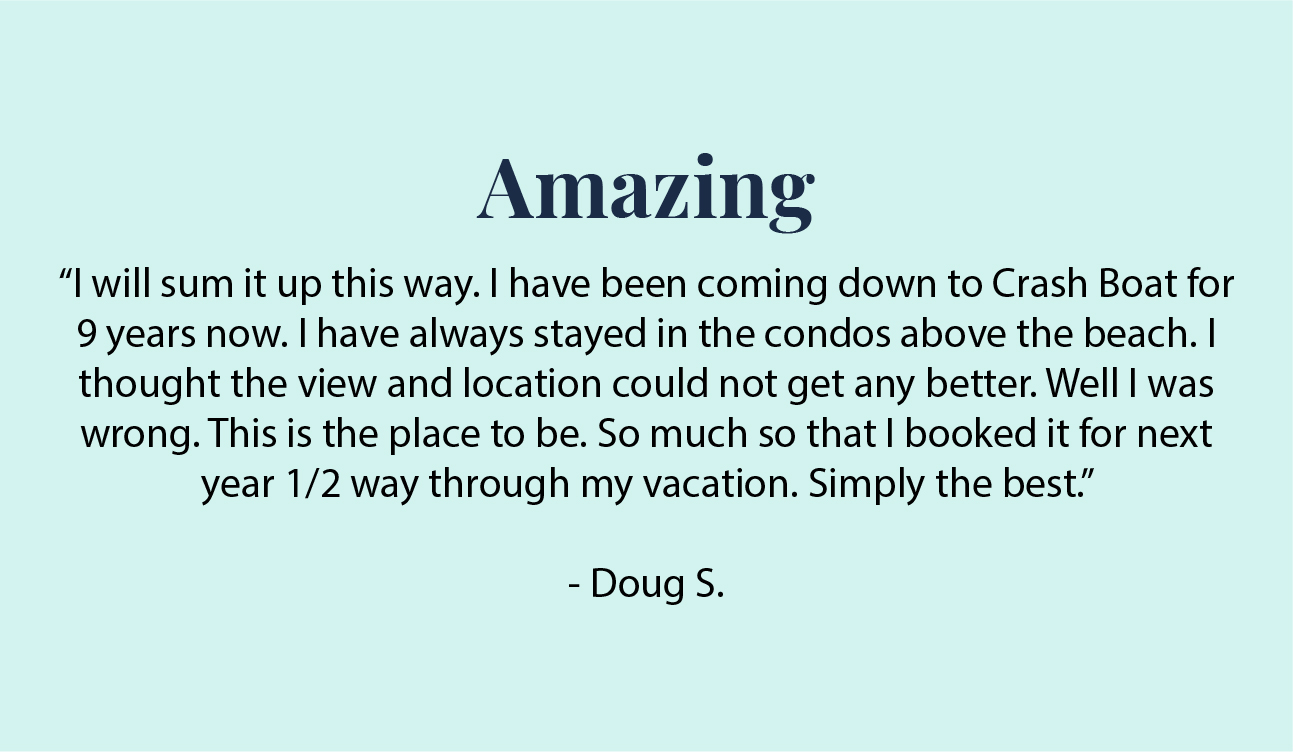 Amazing
“I will sum it up this way. I have been coming down to Crash Boat for
9 years now. I have always stayed in the condos above the beach. I
thought the view and location could not get any better. Well I was
wrong. This is the place to be. So much so that I booked it for next
year 1/2 way through my vacation. Simply the best.”
- Doug S.